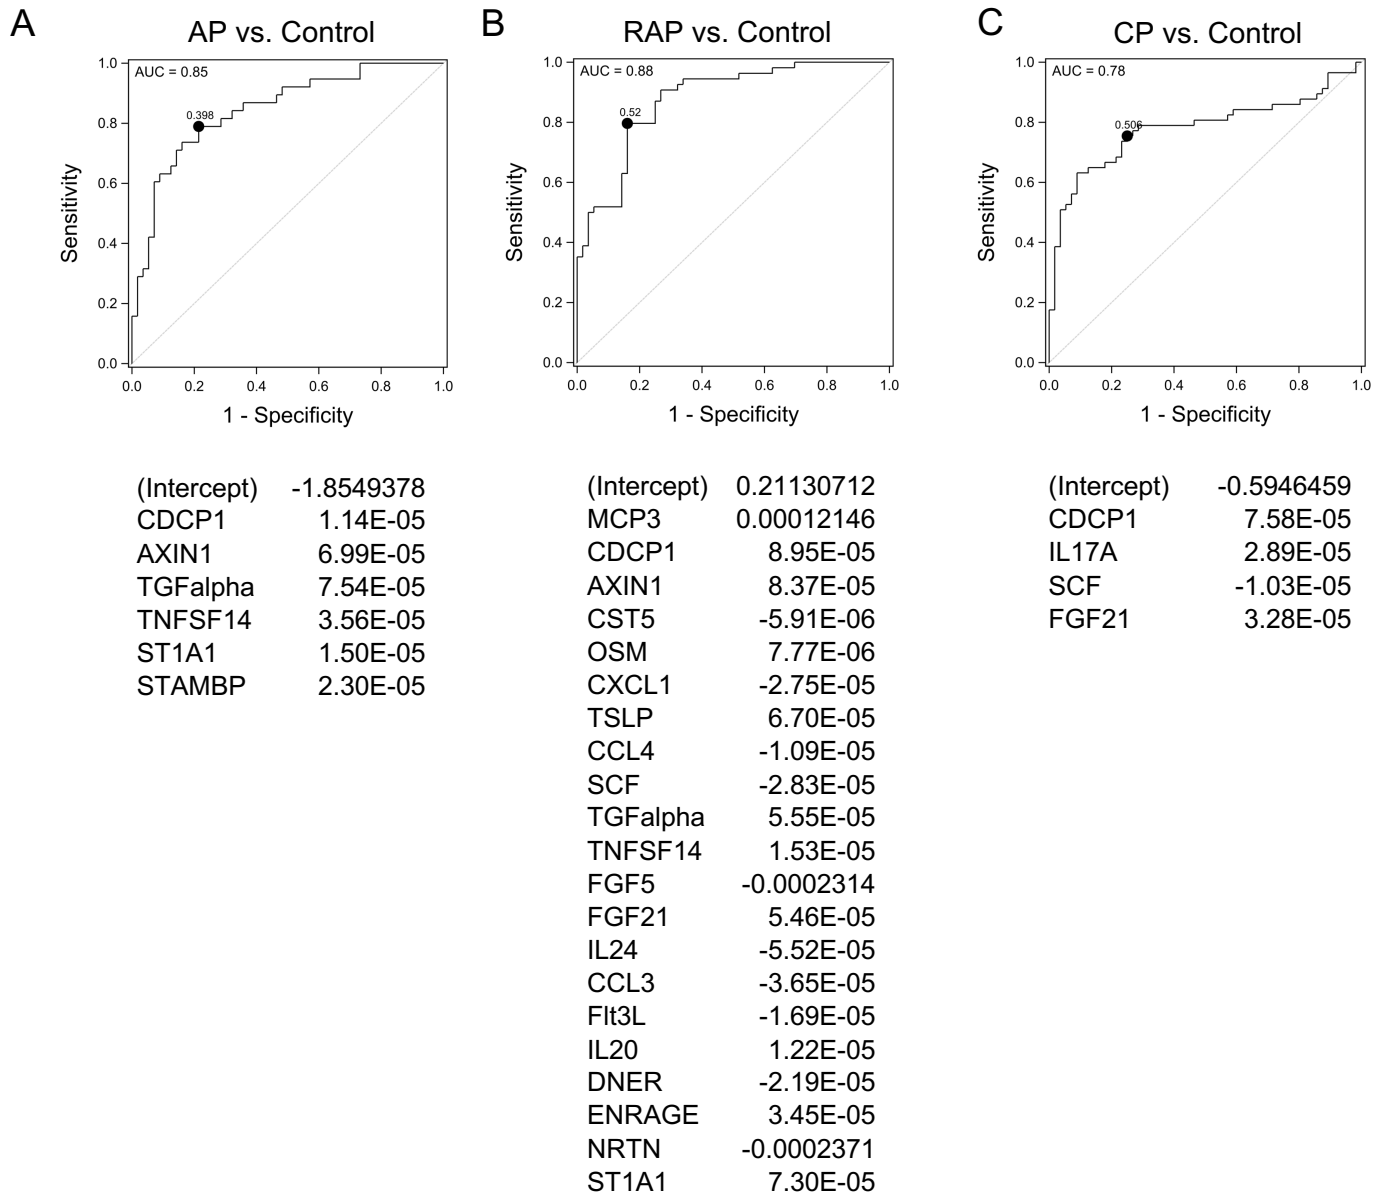 A
AP vs. Control
AUC = 0.85
0.398
1.0
0.8
0.6
0.4
0.2
0.0
Sensitivity
0.0 0.2 0.4 0.6 0.8 1.0
1 - Specificity
(Intercept) -1.8549378
CDCP1 1.14E-05
AXIN1 6.99E-05
TGFalpha 7.54E-05
TNFSF14 3.56E-05
ST1A1 1.50E-05
STAMBP 2.30E-05
B
RAP vs. Control
AUC = 0.88
0.52
1.0
0.8
0.6
0.4
0.2
0.0
Sensitivity
0.0 0.2 0.4 0.6 0.8 1.0
1 - Specificity
(Intercept) 0.21130712
MCP3 0.00012146
CDCP1 8.95E-05
AXIN1 8.37E-05
CST5 -5.91E-06
OSM 7.77E-06
CXCL1 -2.75E-05
TSLP 6.70E-05
CCL4 -1.09E-05
SCF -2.83E-05
TGFalpha 5.55E-05
TNFSF14 1.53E-05
FGF5 -0.0002314
FGF21 5.46E-05
IL24 -5.52E-05
CCL3 -3.65E-05
Flt3L -1.69E-05
IL20 1.22E-05
DNER -2.19E-05
ENRAGE 3.45E-05
NRTN -0.0002371
ST1A1 7.30E-05
C
CP vs. Control
AUC = 0.78
0.506
1.0
0.8
0.6
0.4
0.2
0.0
Sensitivity
0.0 0.2 0.4 0.6 0.8 1.0
1 - Specificity
(Intercept) -0.5946459
CDCP1 7.58E-05
IL17A 2.89E-05
SCF -1.03E-05
FGF21 3.28E-05